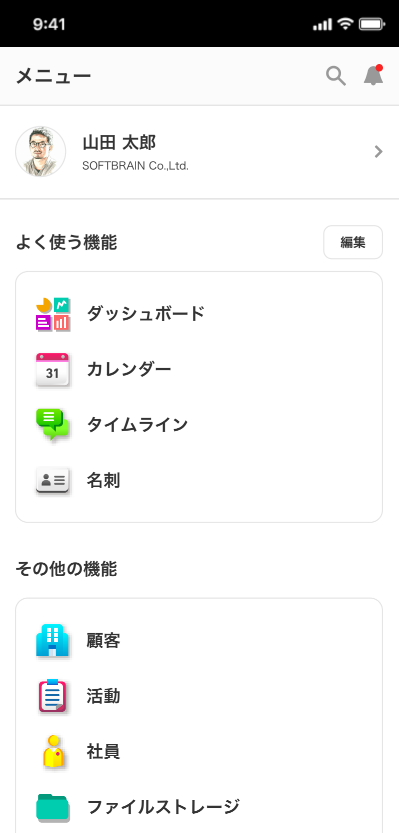 9:41
メニュー
山田 太郎
SOFTBRAIN Co.,Ltd.
よく使う機能
編集
ダッシュボード
31
カレンダー
タイムライン
名刺
その他の機能
顧客
活動
社員
ファイルストレージ